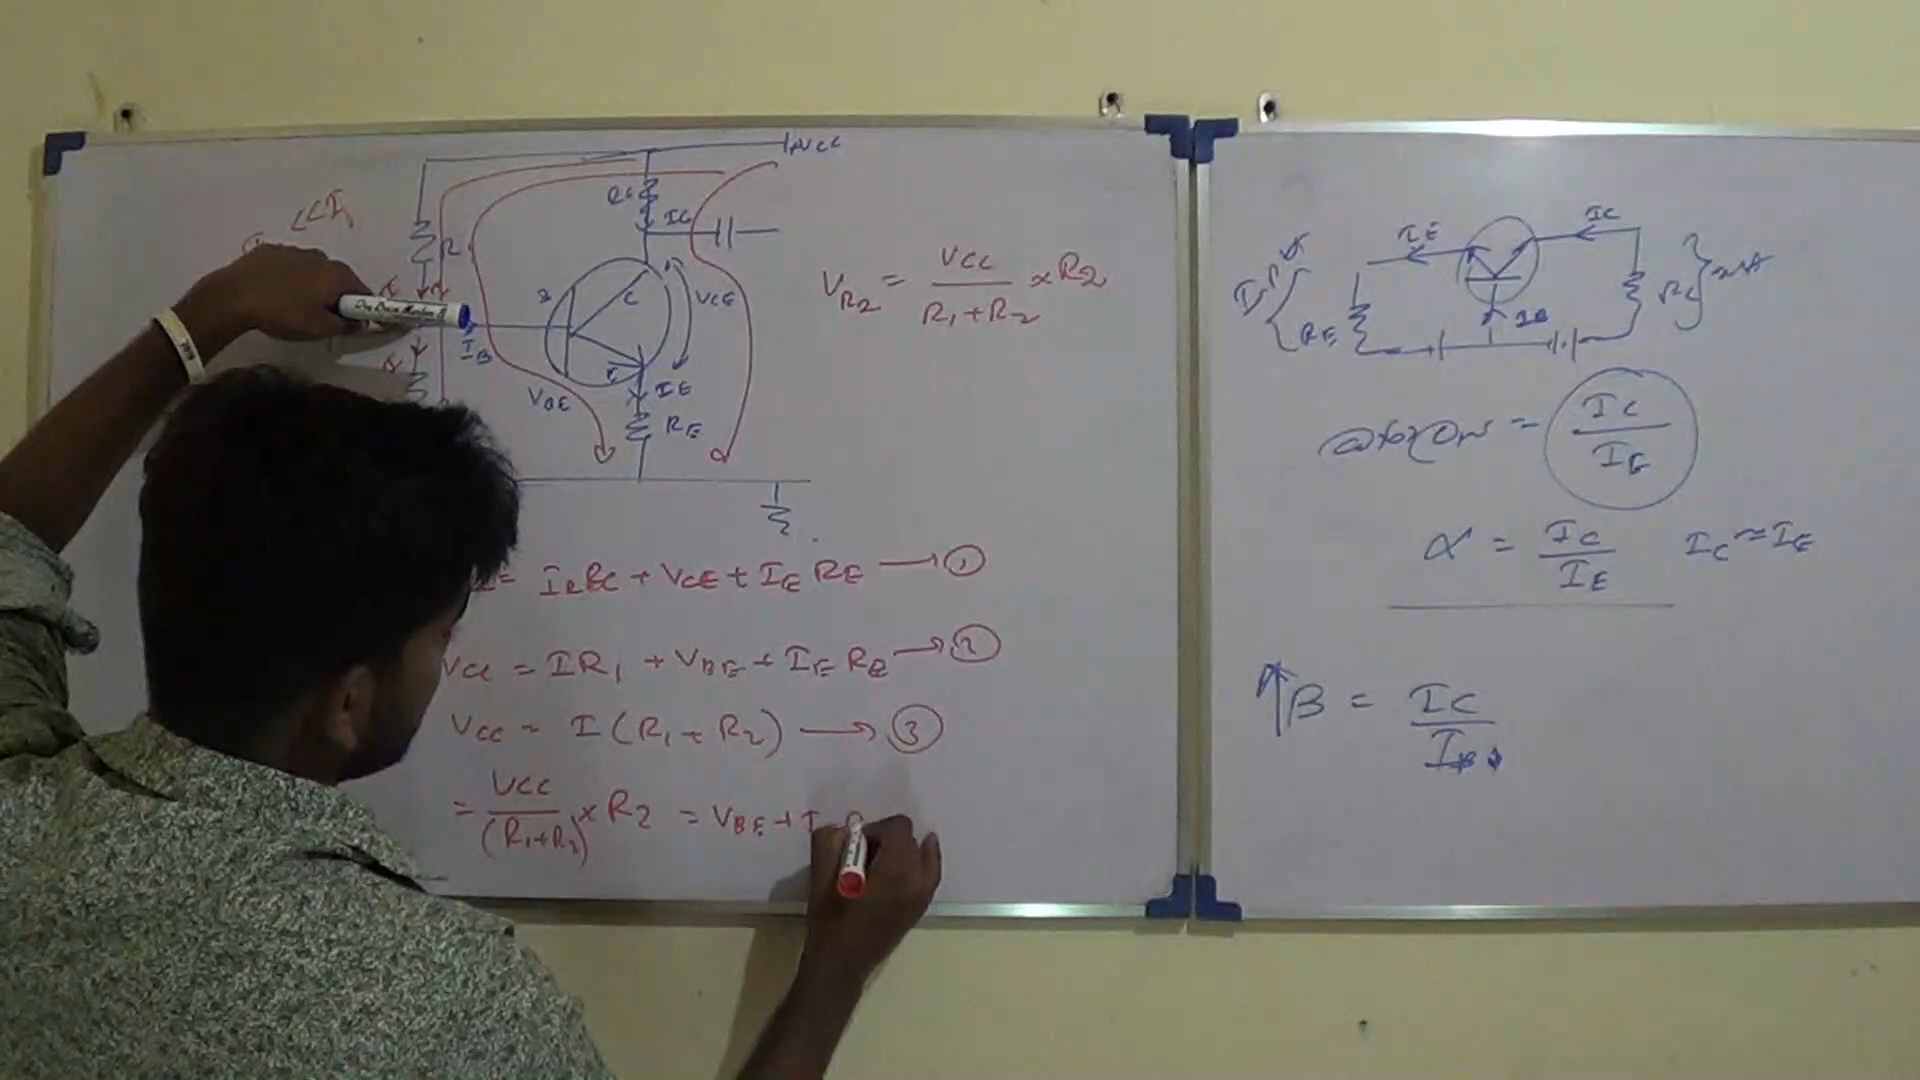 VCC
RC
IC
R1
C
VCE
IB
VBE
IE
RE
VR2 = VCC / R1+R2 × R2
= IRRC + VCE + IE RE → ①
VCC = IR1 + VBE + IE RE → ②
VCC = I (R1 + R2) → ③
= VCC / (R1+R2) × R2 = VBE + I
IE
IC
RE
IB
RC
= IC / IE
α = IC / IE IC ≈ IE
↑B = IC / IB